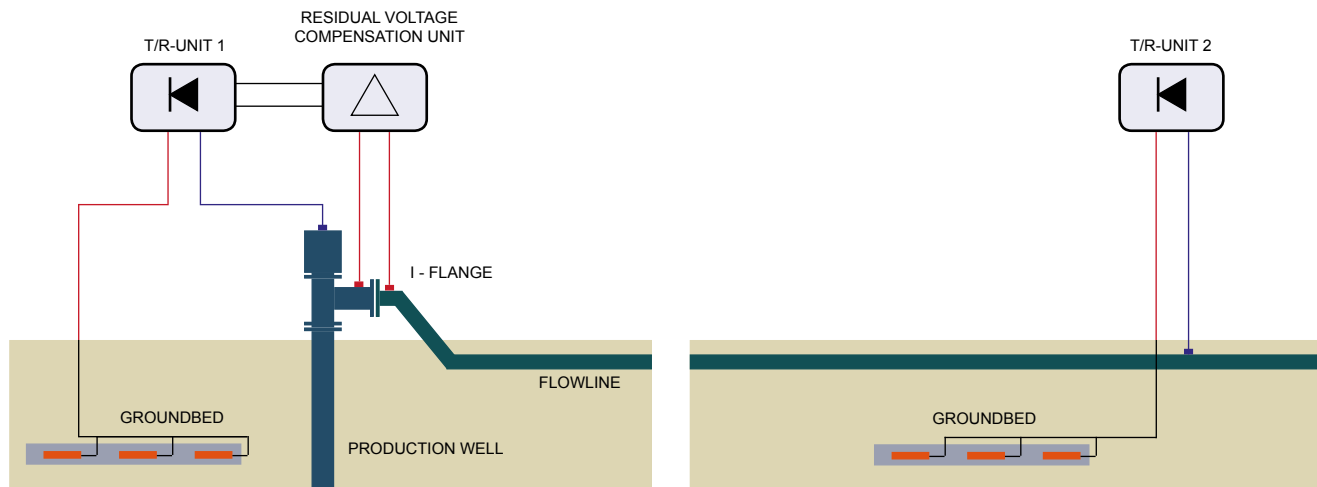 RESIDUAL VOLTAGE
COMPENSATION UNIT
T/R-UNIT 1
T/R-UNIT 2
I - FLANGE
FLOWLINE
GROUNDBED
GROUNDBED
PRODUCTION WELL